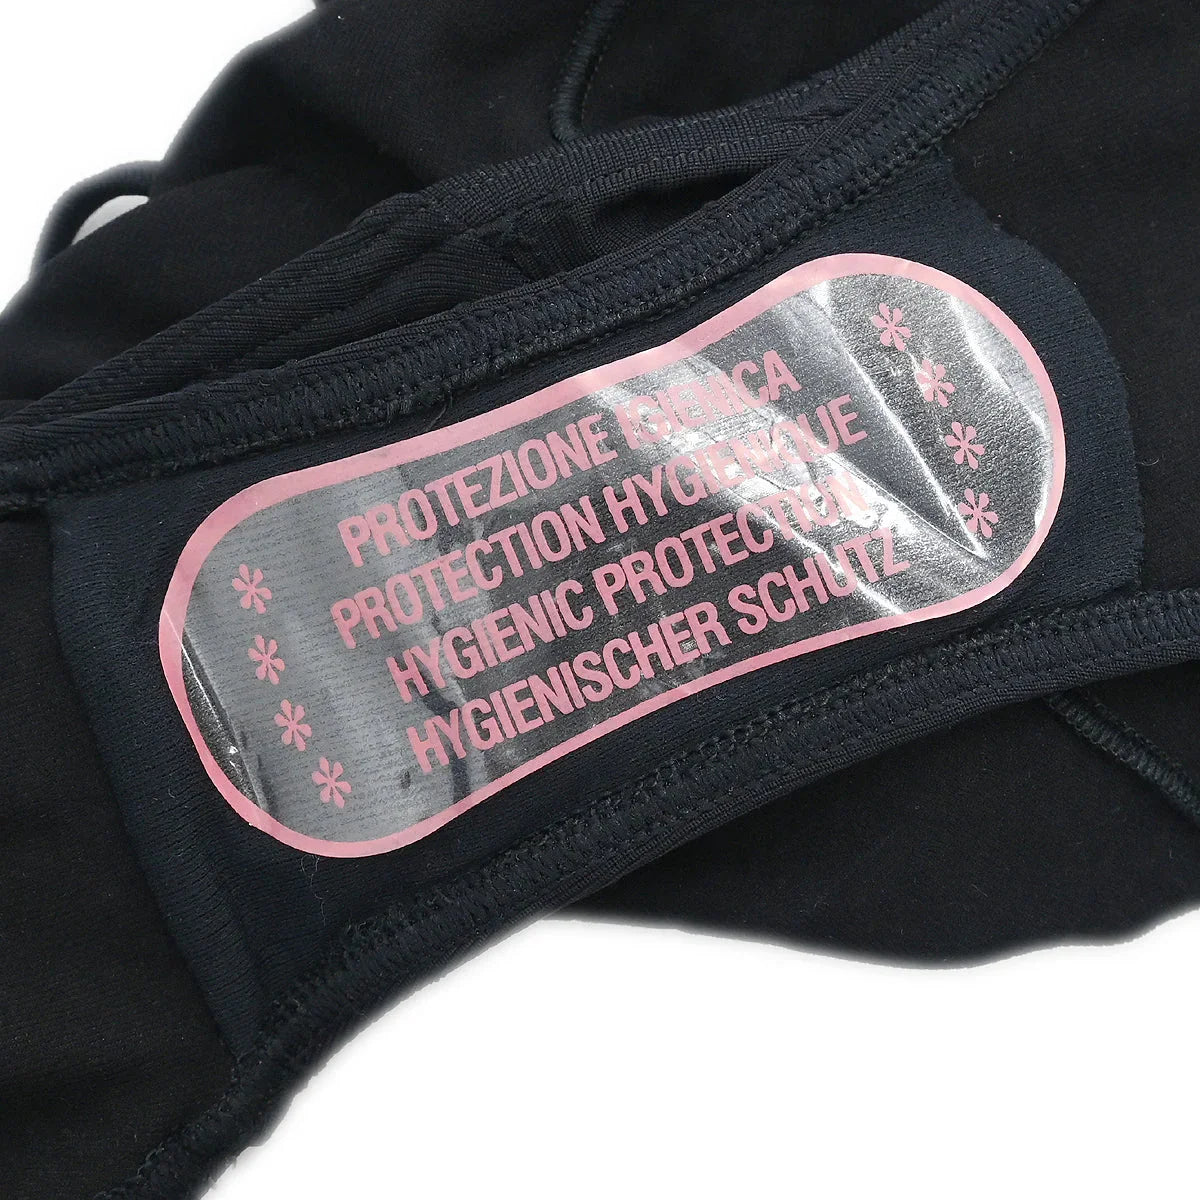 PROTEZIONE IGIENICA
PROTECTION HYGIENIQUE
HYGIENIC PROTECTION
HYGIENISCHER SCHUTZ